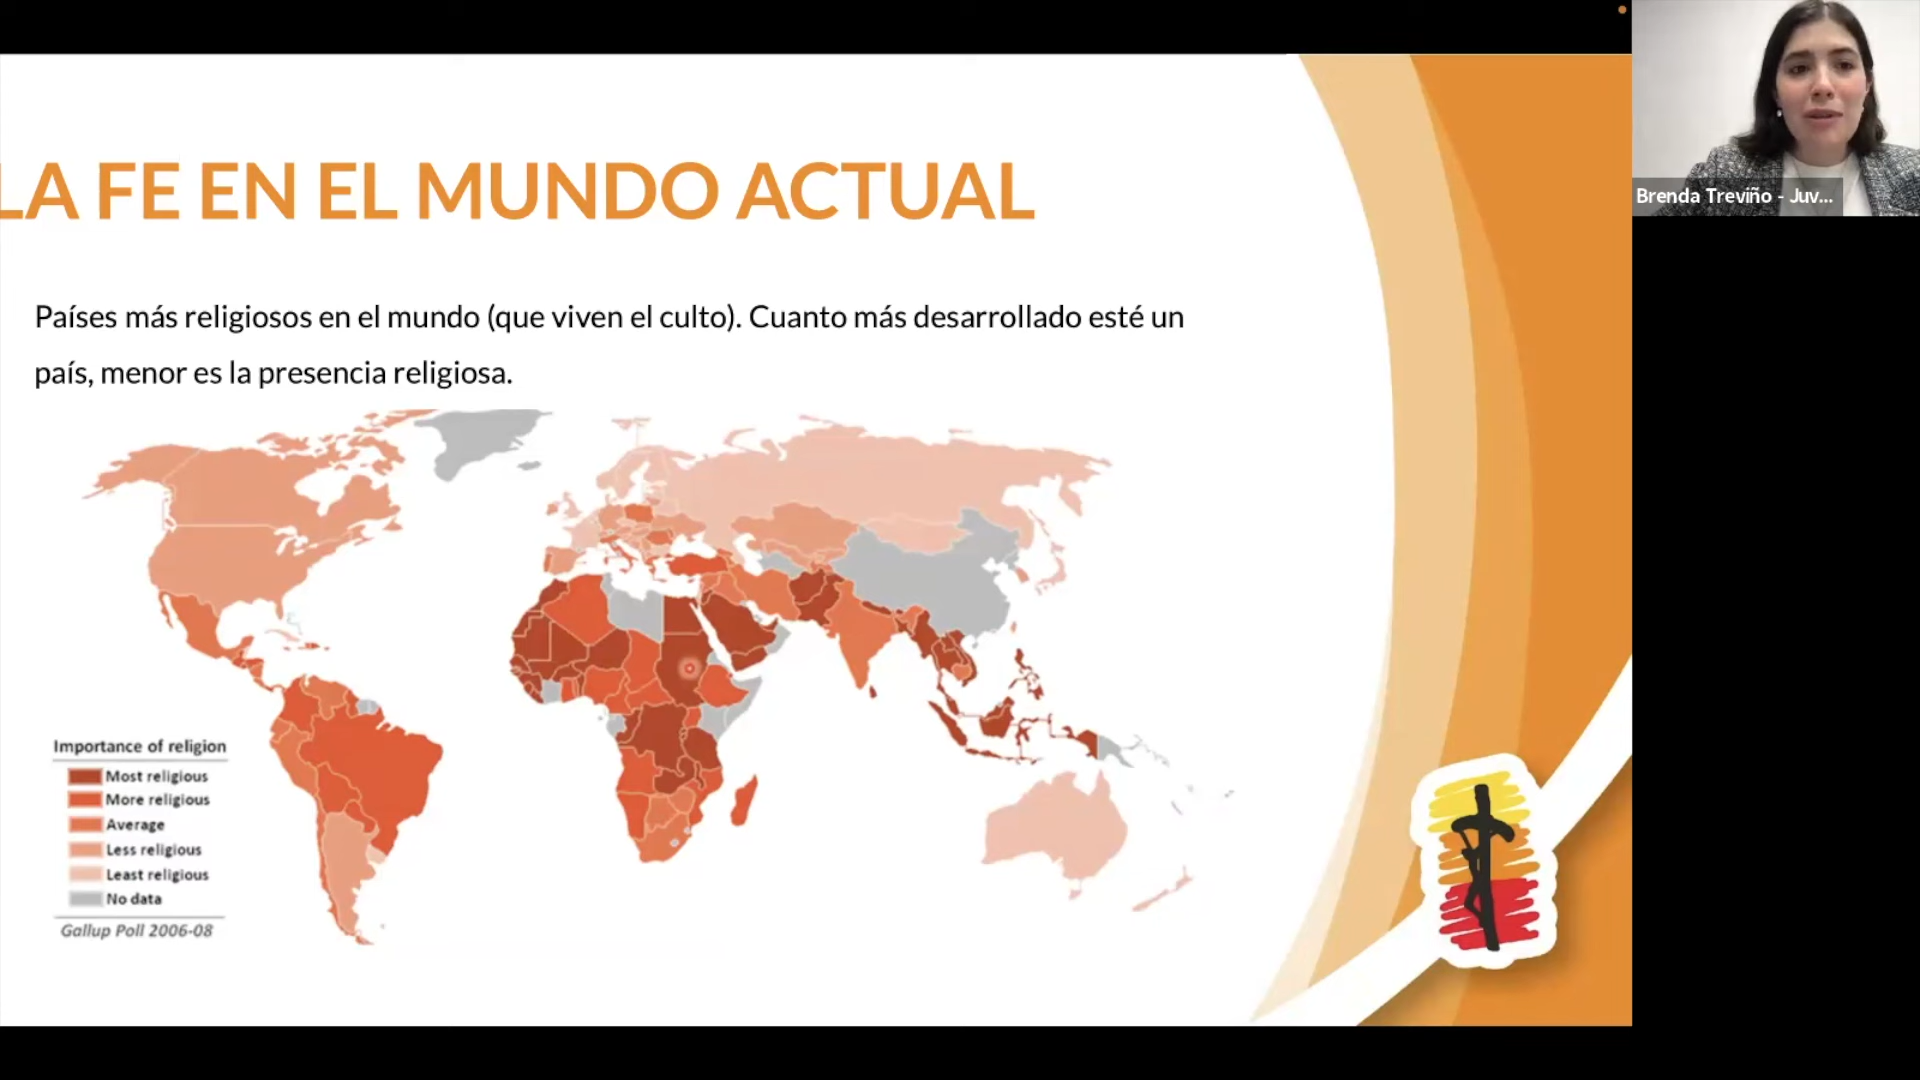 LA FE EN EL MUNDO ACTUAL
Brenda Treviño - Juv...
Países más religiosos en el mundo (que viven el culto). Cuanto más desarrollado esté un
país, menor es la presencia religiosa.
Importance of religion
Most religious
More religious
Average
Less religious
Least religious
No data
Gallup Poll 2006-08